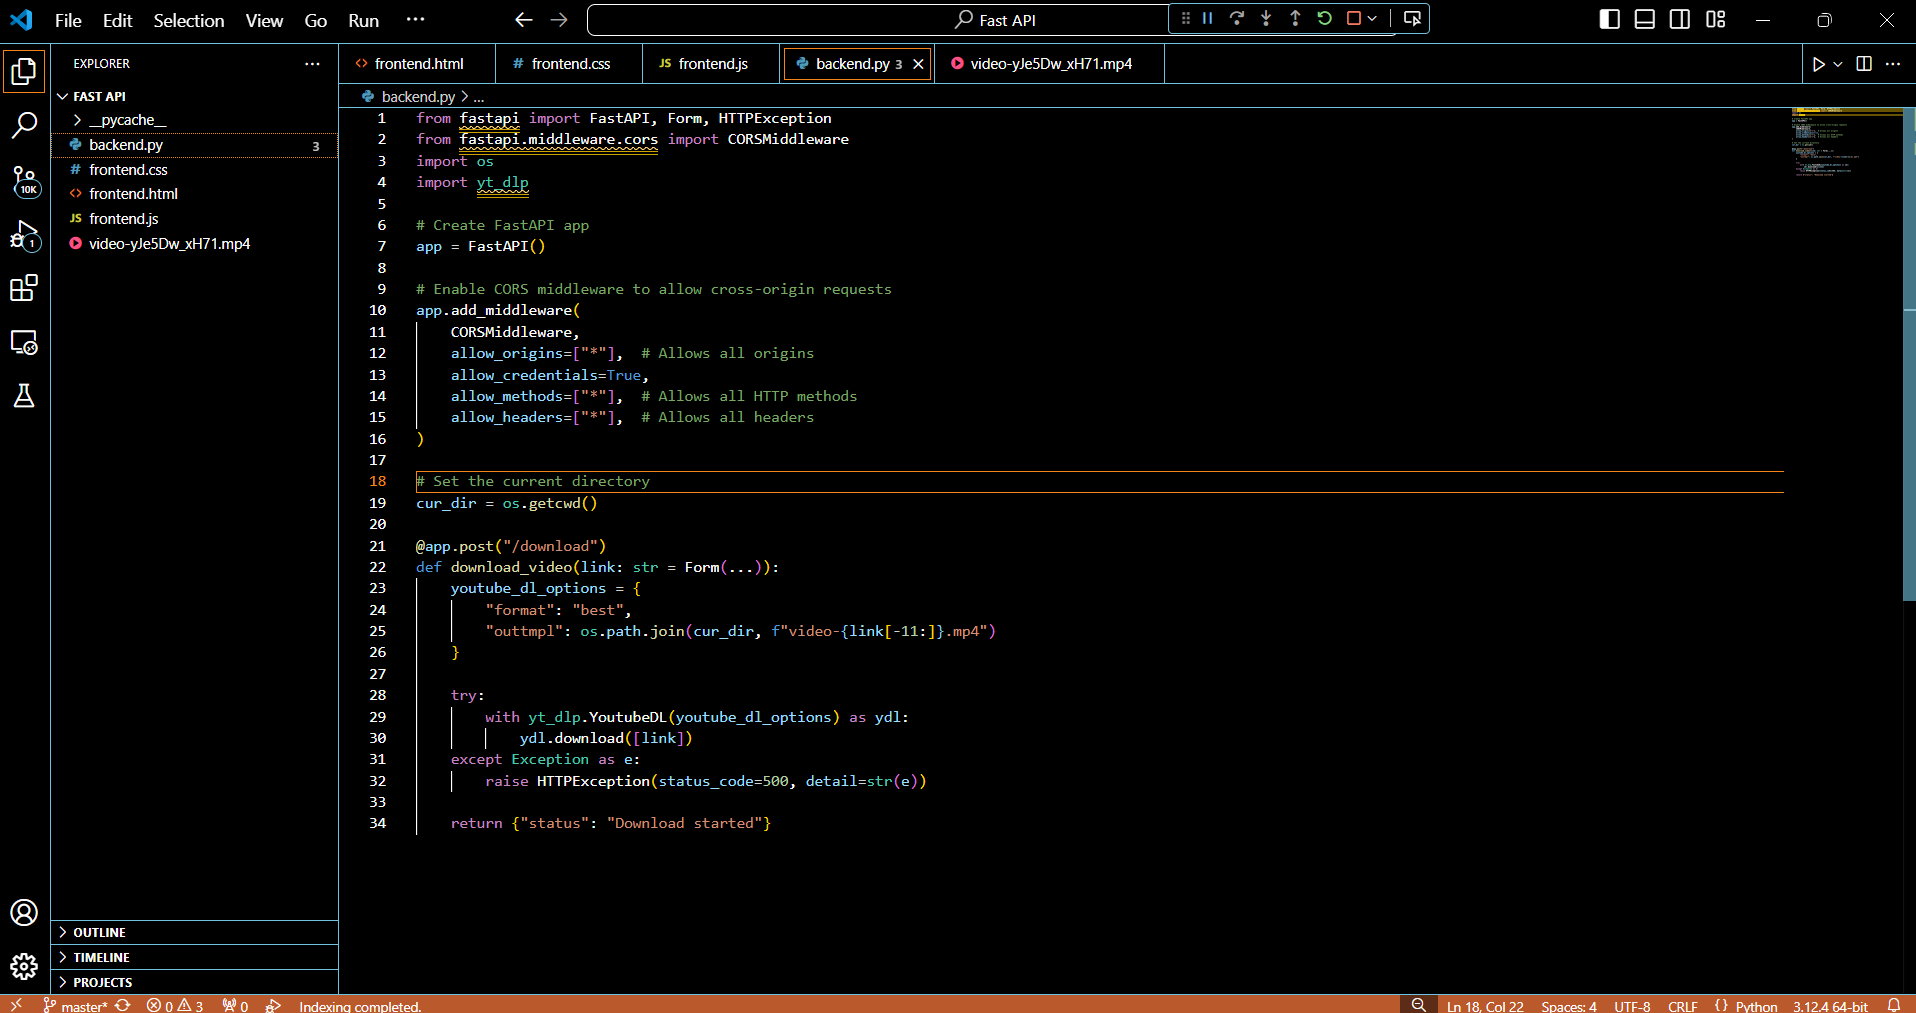 File Edit Selection View Go Run ··· Fast API
EXPLORER ···
FAST API
__pycache__
backend.py 3
# frontend.css
<> frontend.html
JS frontend.js
video-yJe5Dw_xH71.mp4
OUTLINE
TIMELINE
PROJECTS
10K
1
<> frontend.html # frontend.css JS frontend.js backend.py 3 video-yJe5Dw_xH71.mp4 ···
backend.py > ...
1 from fastapi import FastAPI, Form, HTTPException
2 from fastapi.middleware.cors import CORSMiddleware
3 import os
4 import yt_dlp
5
6 # Create FastAPI app
7 app = FastAPI()
8
9 # Enable CORS middleware to allow cross-origin requests
10 app.add_middleware(
11     CORSMiddleware,
12     allow_origins=["*"],  # Allows all origins
13     allow_credentials=True,
14     allow_methods=["*"],  # Allows all HTTP methods
15     allow_headers=["*"],  # Allows all headers
16 )
17
18 # Set the current directory
19 cur_dir = os.getcwd()
20
21 @app.post("/download")
22 def download_video(link: str = Form(...)):
23     youtube_dl_options = {
24         "format": "best",
25         "outtmpl": os.path.join(cur_dir, f"video-{link[-11:]}.mp4")
26     }
27
28     try:
29         with yt_dlp.YoutubeDL(youtube_dl_options) as ydl:
30             ydl.download([link])
31     except Exception as e:
32         raise HTTPException(status_code=500, detail=str(e))
33
34     return {"status": "Download started"}
master* 0 3 0 Indexing completed. Ln 18, Col 22 Spaces: 4 UTF-8 CRLF {} Python 3.12.4 64-bit